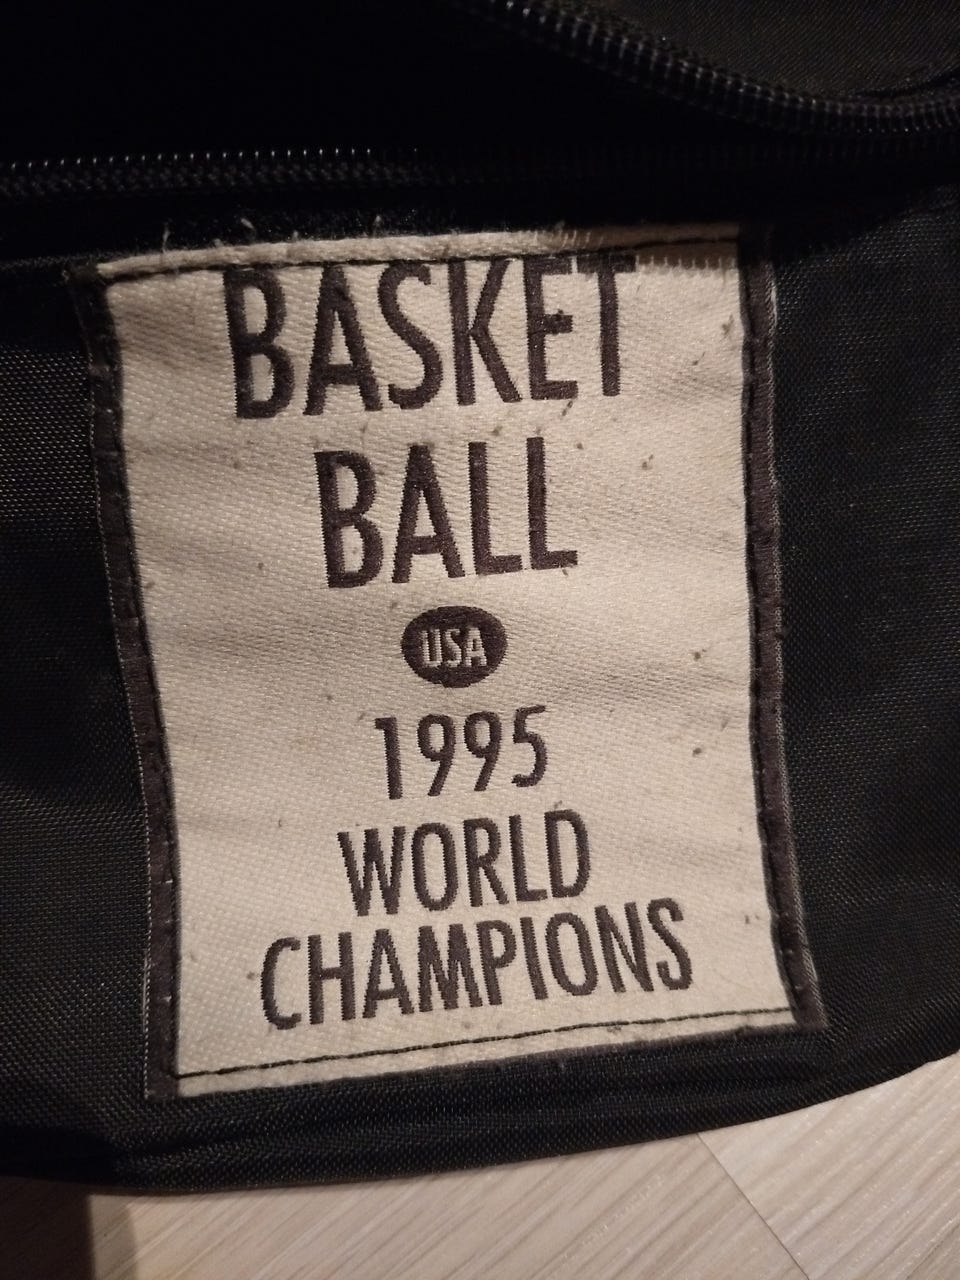 BASKET
BALL
USA
1995
WORLD
CHAMPIONS